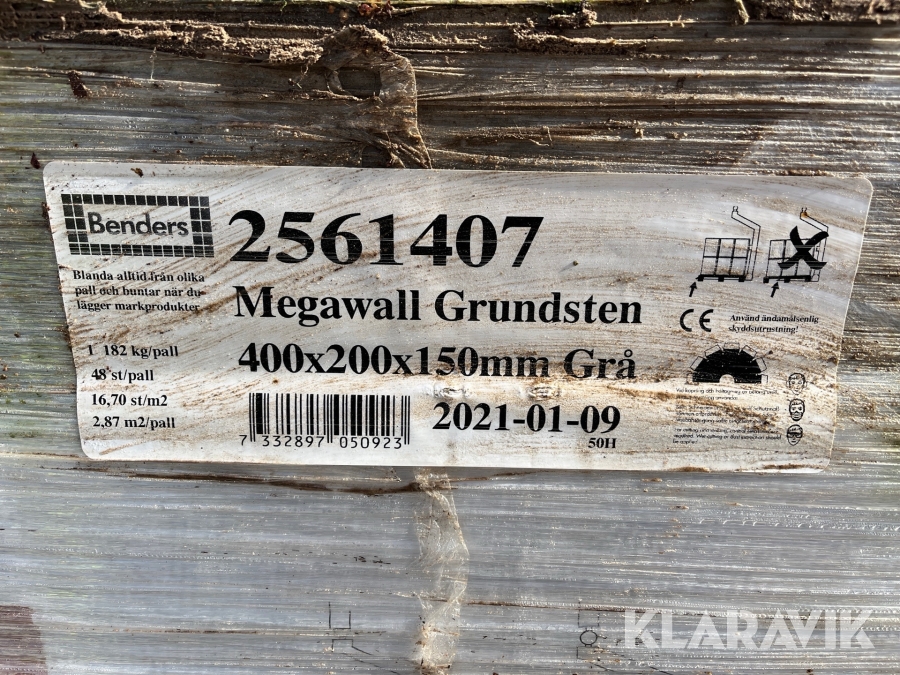 Benders
2561407
Blanda alltid från olika
pall och buntar när du
lägger markprodukter
Megawall Grundsten
CE
Använd ändamålsenlig
skyddsutrustning!
1 182 kg/pall
48 st/pall
16,70 st/m2
2,87 m2/pall
400x200x150mm Grå
7 332897 050923
2021-01-09
50H
KLARAVIK